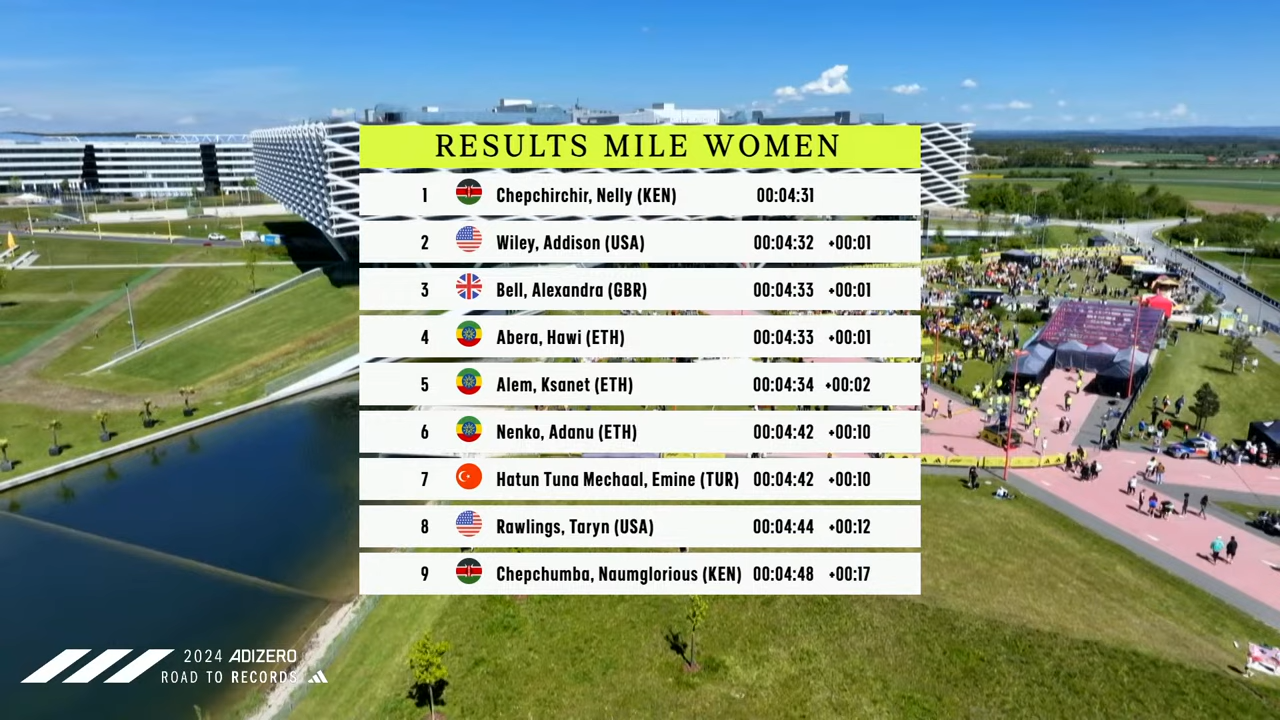 RESULTS MILE WOMEN
1 Chepchirchir, Nelly (KEN) 00:04:31
2 Wiley, Addison (USA) 00:04:32 +00:01
3 Bell, Alexandra (GBR) 00:04:33 +00:01
4 Abera, Hawi (ETH) 00:04:33 +00:01
5 Alem, Ksanet (ETH) 00:04:34 +00:02
6 Nenko, Adanu (ETH) 00:04:42 +00:10
7 Hatun Tuna Mechaal, Emine (TUR) 00:04:42 +00:10
8 Rawlings, Taryn (USA) 00:04:44 +00:12
9 Chepchumba, Naumglorious (KEN) 00:04:48 +00:17
2024 ADIZERO
ROAD TO RECORDS